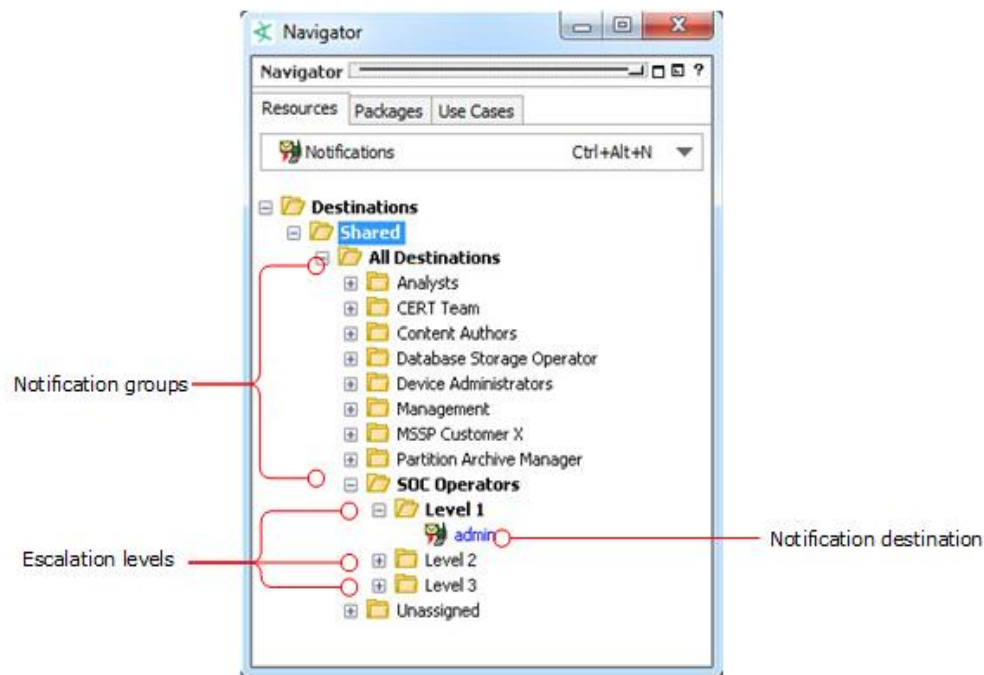 Navigator
Navigator ?
Resources Packages Use Cases
Notifications Ctrl+Alt+N
Destinations
Shared
All Destinations
Analysts
CERT Team
Content Authors
Database Storage Operator
Device Administrators
Notification groups
Management
MSSP Customer X
Partition Archive Manager
SOC Operators
Level 1
admin
Notification destination
Escalation levels
Level 2
Level 3
Unassigned